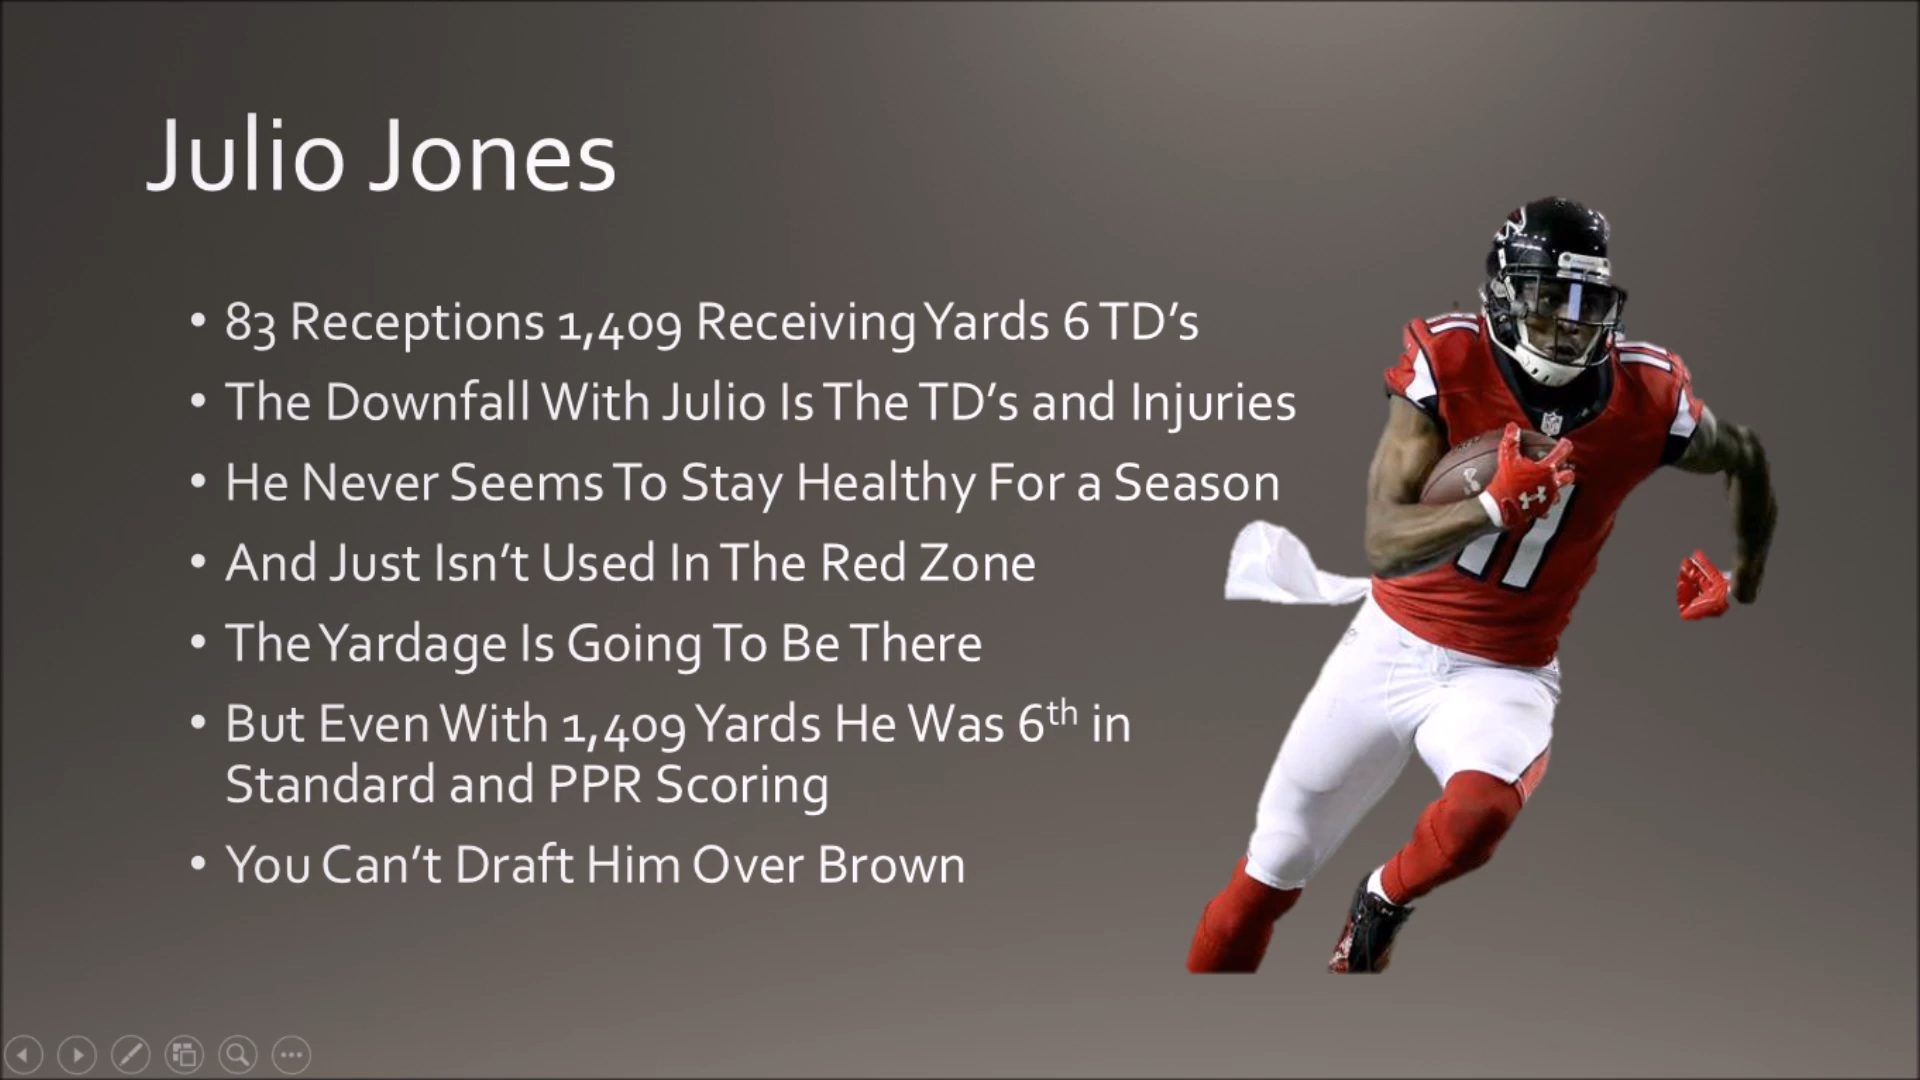 Julio Jones
• 83 Receptions 1,409 Receiving Yards 6 TD’s
• The Downfall With Julio Is The TD’s and Injuries
• He Never Seems To Stay Healthy For a Season
• And Just Isn’t Used In The Red Zone
• The Yardage Is Going To Be There
• But Even With 1,409 Yards He Was 6th in
Standard and PPR Scoring
• You Can’t Draft Him Over Brown
11